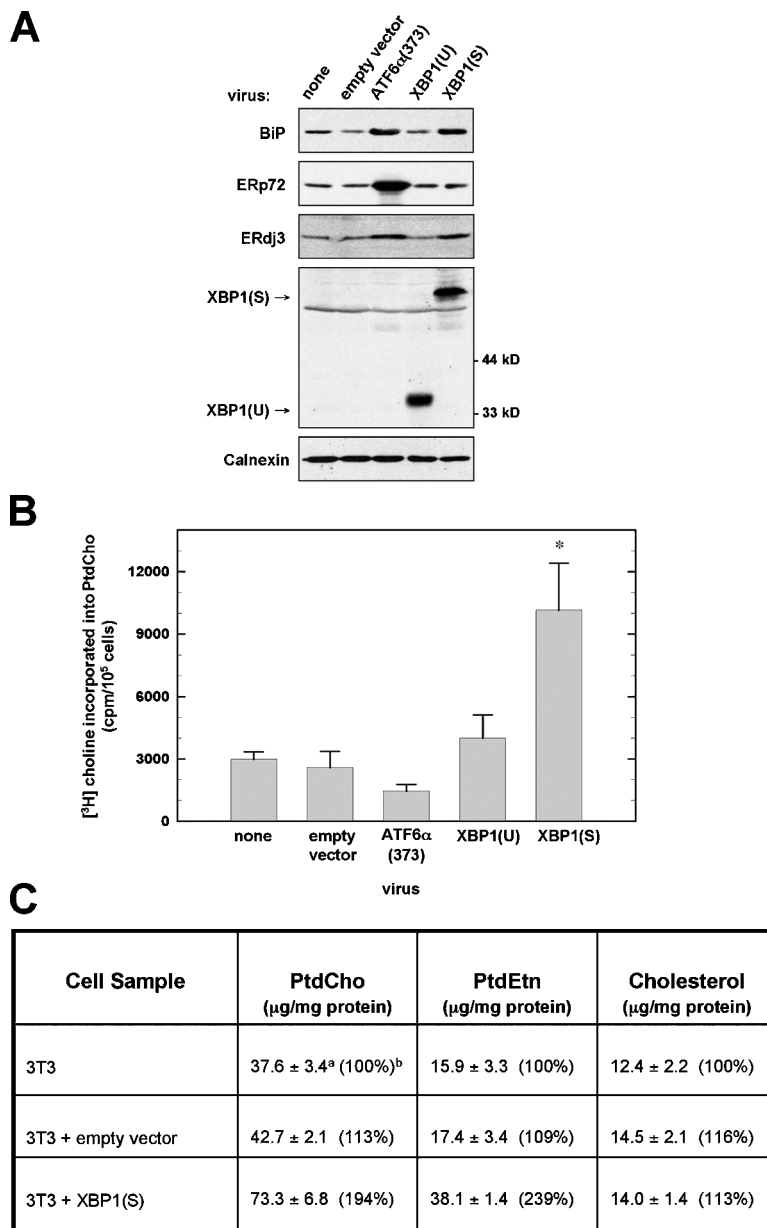 A
virus:
none
empty vector
ATF6α(373)
XBP1(U)
XBP1(S)
BiP
ERp72
ERdj3
XBP1(S) →
44 kD
XBP1(U) →
33 kD
Calnexin
B
[³H] choline incorporated into PtdCho
(cpm/10⁵ cells)
12000
9000
6000
3000
0
*
none
empty
vector
ATF6α
(373)
XBP1(U)
XBP1(S)
virus
C
Cell Sample
PtdCho
(μg/mg protein)
PtdEtn
(μg/mg protein)
Cholesterol
(μg/mg protein)
3T3
37.6 ± 3.4ᵃ (100%)ᵇ
15.9 ± 3.3 (100%)
12.4 ± 2.2 (100%)
3T3 + empty vector
42.7 ± 2.1 (113%)
17.4 ± 3.4 (109%)
14.5 ± 2.1 (116%)
3T3 + XBP1(S)
73.3 ± 6.8 (194%)
38.1 ± 1.4 (239%)
14.0 ± 1.4 (113%)